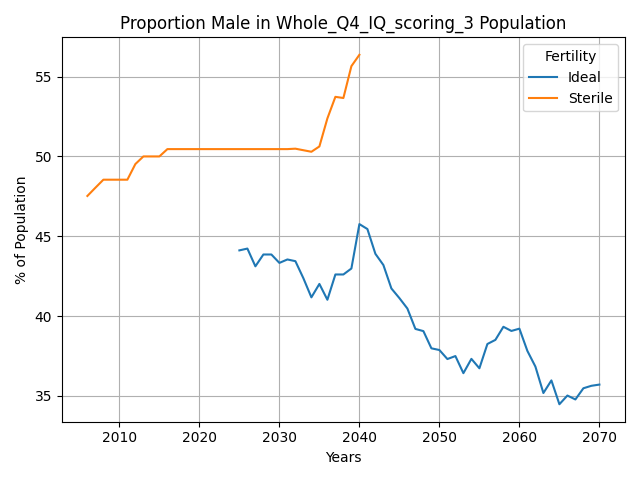 Proportion Male in Whole_Q4_IQ_scoring_3 Population
Fertility
Ideal
Sterile
% of Population
55
50
45
40
35
2010 2020 2030 2040 2050 2060 2070
Years